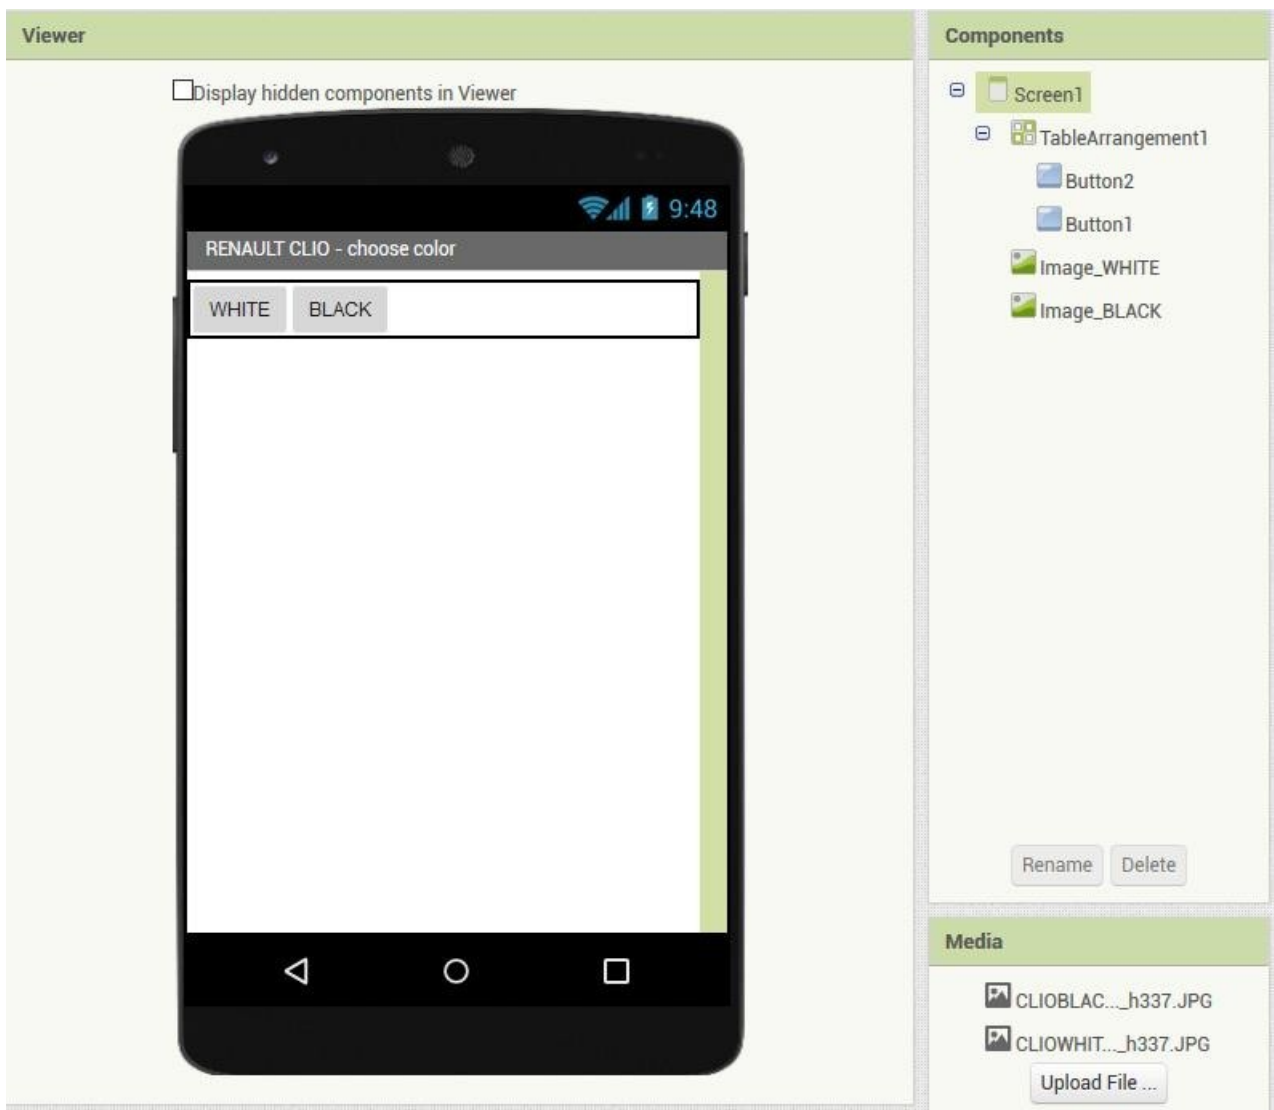 Viewer
Display hidden components in Viewer
9:48
RENAULT CLIO - choose color
WHITE
BLACK
Components
Screen1
TableArrangement1
Button2
Button1
Image_WHITE
Image_BLACK
Rename
Delete
Media
CLIOBLAC..._h337.JPG
CLIOWHIT..._h337.JPG
Upload File ...